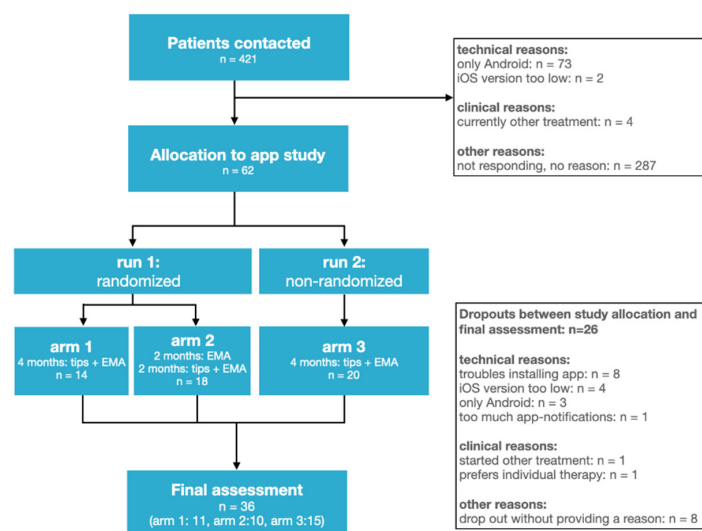 Patients contacted
n = 421
technical reasons:
only Android: n = 73
iOS version too low: n = 2
clinical reasons:
currently other treatment: n = 4
other reasons:
not responding, no reason: n = 287
Allocation to app study
n = 62
run 1:
randomized
run 2:
non-randomized
arm 1
4 months: tips + EMA
n = 14
arm 2
2 months: EMA
2 months: tips + EMA
n = 18
arm 3
4 months: tips + EMA
n = 20
Dropouts between study allocation and
final assessment: n=26
technical reasons:
troubles installing app: n = 8
iOS version too low: n = 4
only Android: n = 3
too much app-notifications: n = 1
clinical reasons:
started other treatment: n = 1
prefers individual therapy: n = 1
other reasons:
drop out without providing a reason: n = 8
Final assessment
n = 36
(arm 1: 11, arm 2:10, arm 3:15)